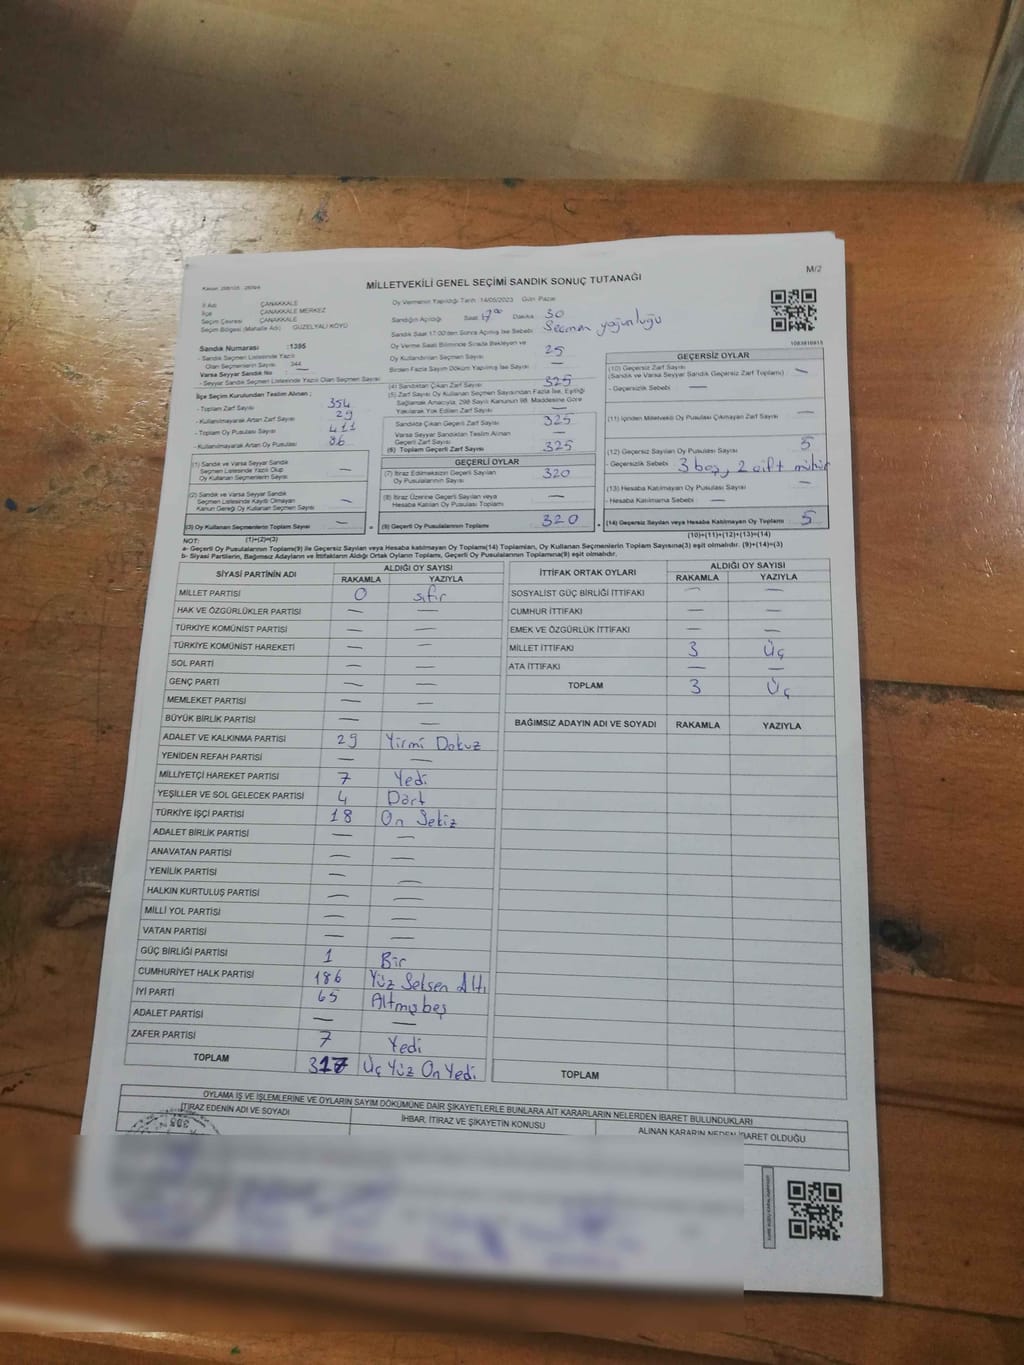 M/2
MİLLETVEKİLİ GENEL SEÇİMİ SANDIK SONUÇ TUTANAĞI
İl Adı ÇANAKKALE
İlçe ÇANAKKALE MERKEZ
Seçim Çevresi ÇANAKKALE
Seçim Bölgesi (Mahalle Adı) GÜZELYALI KÖYÜ
Oy Vermenin Yapıldığı Tarih :14/05/2023 Gün Pazar
Sandığın Açıldığı Saat 17⁰⁰ Dakika 50
Sandık Saat 17:00'den Sonra Açılmış İse Sebebi Seçmen yoğunluğu
Sandık Numarası :1395
- Sandık Seçmen Listesinde Yazılı
Olan Seçmenlerin Sayısı 344
Varsa Seyyar Sandık No —
- Seyyar Sandık Seçmen Listesinde Yazılı Olan Seçmen Sayısı
İlçe Seçim Kurulundan Teslim Alınan ;
- Toplam Zarf Sayısı 354
- Kullanılmayarak Artan Zarf Sayısı 29
- Toplam Oy Pusulası Sayısı 411
- Kullanılmayarak Artan Oy Pusulası 86
(1) Sandık ve Varsa Seyyar Sandık
Seçmen Listesinde Yazılı Olup
Oy Kullanan Seçmenlerin Sayısı —
(2) Sandık ve Varsa Seyyar Sandık
Seçmen Listesinde Kayıtlı Olmayan
Kanun Gereği Oy Kullanan Seçmen Sayısı —
(3) Oy Kullanan Seçmenlerin Toplam Sayısı — =
(1)+(2)=(3)
Oy Verme Saati Bitiminde Sırada Bekleyen ve
Oy Kullandırılan Seçmen Sayısı 25
Birden Fazla Sayım Döküm Yapılmış İse Sayısı —
(4) Sandıktan Çıkan Zarf Sayısı 325
(5) Zarf Sayısı Oy Kullanan Seçmen Sayısından Fazla İse, Eşitliği
Sağlamak Amacıyla, 298 Sayılı Kanunun 98. Maddesine Göre
Yakılarak Yok Edilen Zarf Sayısı —
Sandıkta Çıkan Geçerli Zarf Sayısı 325
Varsa Seyyar Sandıktan Teslim Alınan
Geçerli Zarf Sayısı —
(6) Toplam Geçerli Zarf Sayısı 325
GEÇERLİ OYLAR
(7) İtiraz Edilmeksizin Geçerli Sayılan
Oy Pusulalarının Sayısı 320
(8) İtiraz Üzerine Geçerli Sayılan veya
Hesaba Katılan Oy Pusulası Toplamı —
(9) Geçerli Oy Pusulalarının Toplamı 320 +
GEÇERSİZ OYLAR
(10) Geçersiz Zarf Sayısı
(Sandık ve Varsa Seyyar Sandık Geçersiz Zarf Toplamı) —
- Geçersizlik Sebebi —
(11) İçinden Milletvekili Oy Pusulası Çıkmayan Zarf Sayısı —
(12) Geçersiz Sayılan Oy Pusulası Sayısı 5
- Geçersizlik Sebebi 3 boş, 2 çift mühür
(13) Hesaba Katılmayan Oy Pusulası Sayısı —
- Hesaba Katılmama Sebebi —
(14) Geçersiz Sayılan veya Hesaba Katılmayan Oy Toplamı 5
(10)+(11)+(12)+(13)=(14)
NOT:
a- Geçerli Oy Pusulalarının Toplamı(9) ile Geçersiz Sayılan veya Hesaba katılmayan Oy Toplamı(14) Toplamları, Oy Kullanan Seçmenlerin Toplam Sayısına(3) eşit olmalıdır. (9)+(14)=(3)
b- Siyasi Partilerin, Bağımsız Adayların ve İttifakların Aldığı Ortak Oyların Toplamı, Geçerli Oy Pusulalarının Toplamına(9) eşit olmalıdır.
SİYASİ PARTİNİN ADI ALDIĞI OY SAYISI
RAKAMLA YAZIYLA
MİLLET PARTİSİ 0 sıfır
HAK VE ÖZGÜRLÜKLER PARTİSİ — —
TÜRKİYE KOMÜNİST PARTİSİ — —
TÜRKİYE KOMÜNİST HAREKETİ — —
SOL PARTİ — —
GENÇ PARTİ — —
MEMLEKET PARTİSİ — —
BÜYÜK BİRLİK PARTİSİ — —
ADALET VE KALKINMA PARTİSİ 29 Yirmi Dokuz
YENİDEN REFAH PARTİSİ — —
MİLLİYETÇİ HAREKET PARTİSİ 7 Yedi
YEŞİLLER VE SOL GELECEK PARTİSİ 4 Dört
TÜRKİYE İŞÇİ PARTİSİ 18 On Sekiz
ADALET BİRLİK PARTİSİ — —
ANAVATAN PARTİSİ — —
YENİLİK PARTİSİ — —
HALKIN KURTULUŞ PARTİSİ — —
MİLLİ YOL PARTİSİ — —
VATAN PARTİSİ — —
GÜÇ BİRLİĞİ PARTİSİ 1 Bir
CUMHURİYET HALK PARTİSİ 186 Yüz Seksen Altı
İYİ PARTİ 65 Altmışbeş
ADALET PARTİSİ — —
ZAFER PARTİSİ 7 Yedi
TOPLAM 317 Üç Yüz On Yedi
İTTİFAK ORTAK OYLARI ALDIĞI OY SAYISI
RAKAMLA YAZIYLA
SOSYALİST GÜÇ BİRLİĞİ İTTİFAKI — —
CUMHUR İTTİFAKI — —
EMEK VE ÖZGÜRLÜK İTTİFAKI — —
MİLLET İTTİFAKI 3 Üç
ATA İTTİFAKI — —
TOPLAM 3 Üç
BAĞIMSIZ ADAYIN ADI VE SOYADI RAKAMLA YAZIYLA
TOPLAM
OYLAMA İŞ VE İŞLEMLERİNE VE OYLARIN SAYIM DÖKÜMÜNE DAİR ŞİKAYETLERLE BUNLARA AİT KARARLARIN NELERDEN İBARET BULUNDUKLARI
İTİRAZ EDENİN ADI VE SOYADI İHBAR, İTİRAZ VE ŞİKAYETİN KONUSU ALINAN KARARIN NEDEN İBARET OLDUĞU